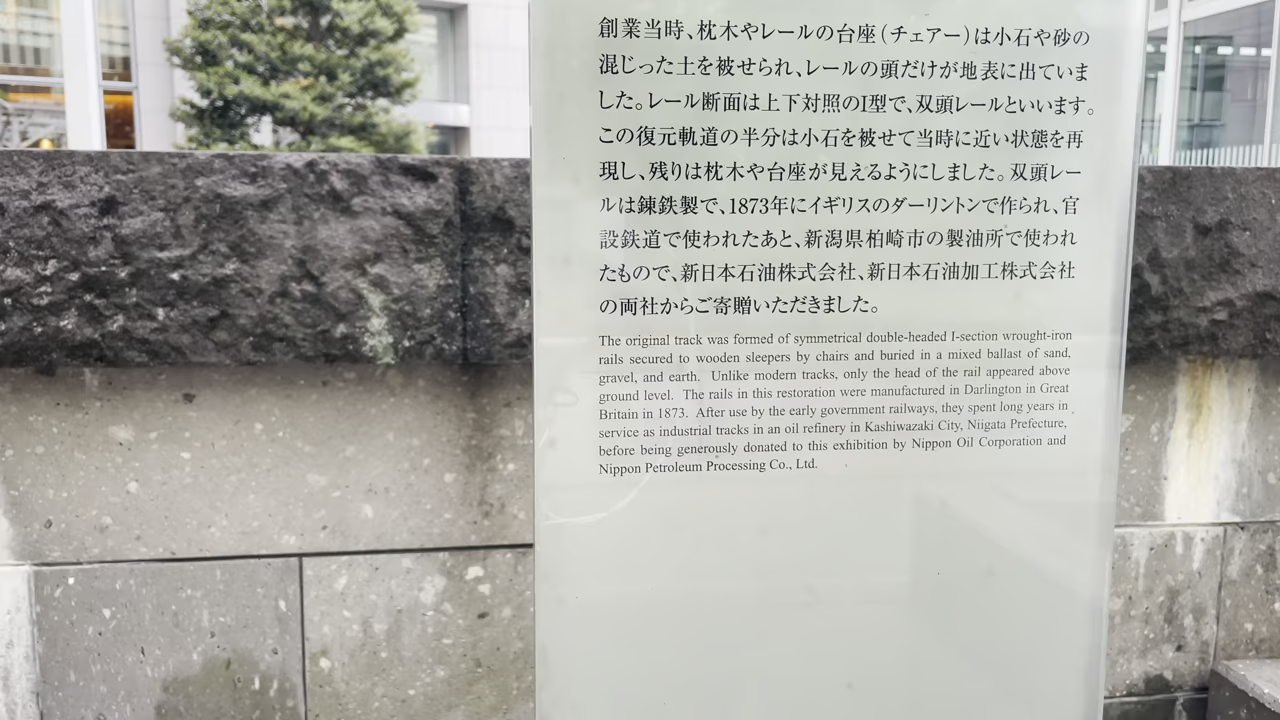 創業当時、枕木やレールの台座（チェアー）は小石や砂の
混じった土を被せられ、レールの頭だけが地表に出ていま
した。レール断面は上下対照のI型で、双頭レールといいます。
この復元軌道の半分は小石を被せて当時に近い状態を再
現し、残りは枕木や台座が見えるようにしました。双頭レー
ルは錬鉄製で、1873年にイギリスのダーリントンで作られ、官
設鉄道で使われたあと、新潟県柏崎市の製油所で使われ
たもので、新日本石油株式会社、新日本石油加工株式会社
の両社からご寄贈いただきました。
The original track was formed of symmetrical double-headed I-section wrought-iron
rails secured to wooden sleepers by chairs and buried in a mixed ballast of sand,
gravel, and earth. Unlike modern tracks, only the head of the rail appeared above
ground level. The rails in this restoration were manufactured in Darlington in Great
Britain in 1873. After use by the early government railways, they spent long years in
service as industrial tracks in an oil refinery in Kashiwazaki City, Niigata Prefecture,
before being generously donated to this exhibition by Nippon Oil Corporation and
Nippon Petroleum Processing Co., Ltd.